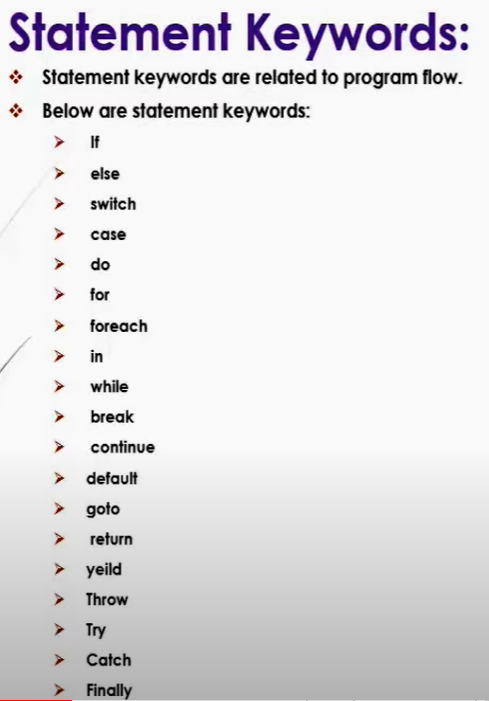 Statement Keywords:
Statement keywords are related to program flow.
Below are statement keywords:
If
else
switch
case
do
for
foreach
in
while
break
continue
default
goto
return
yeild
Throw
Try
Catch
Finally